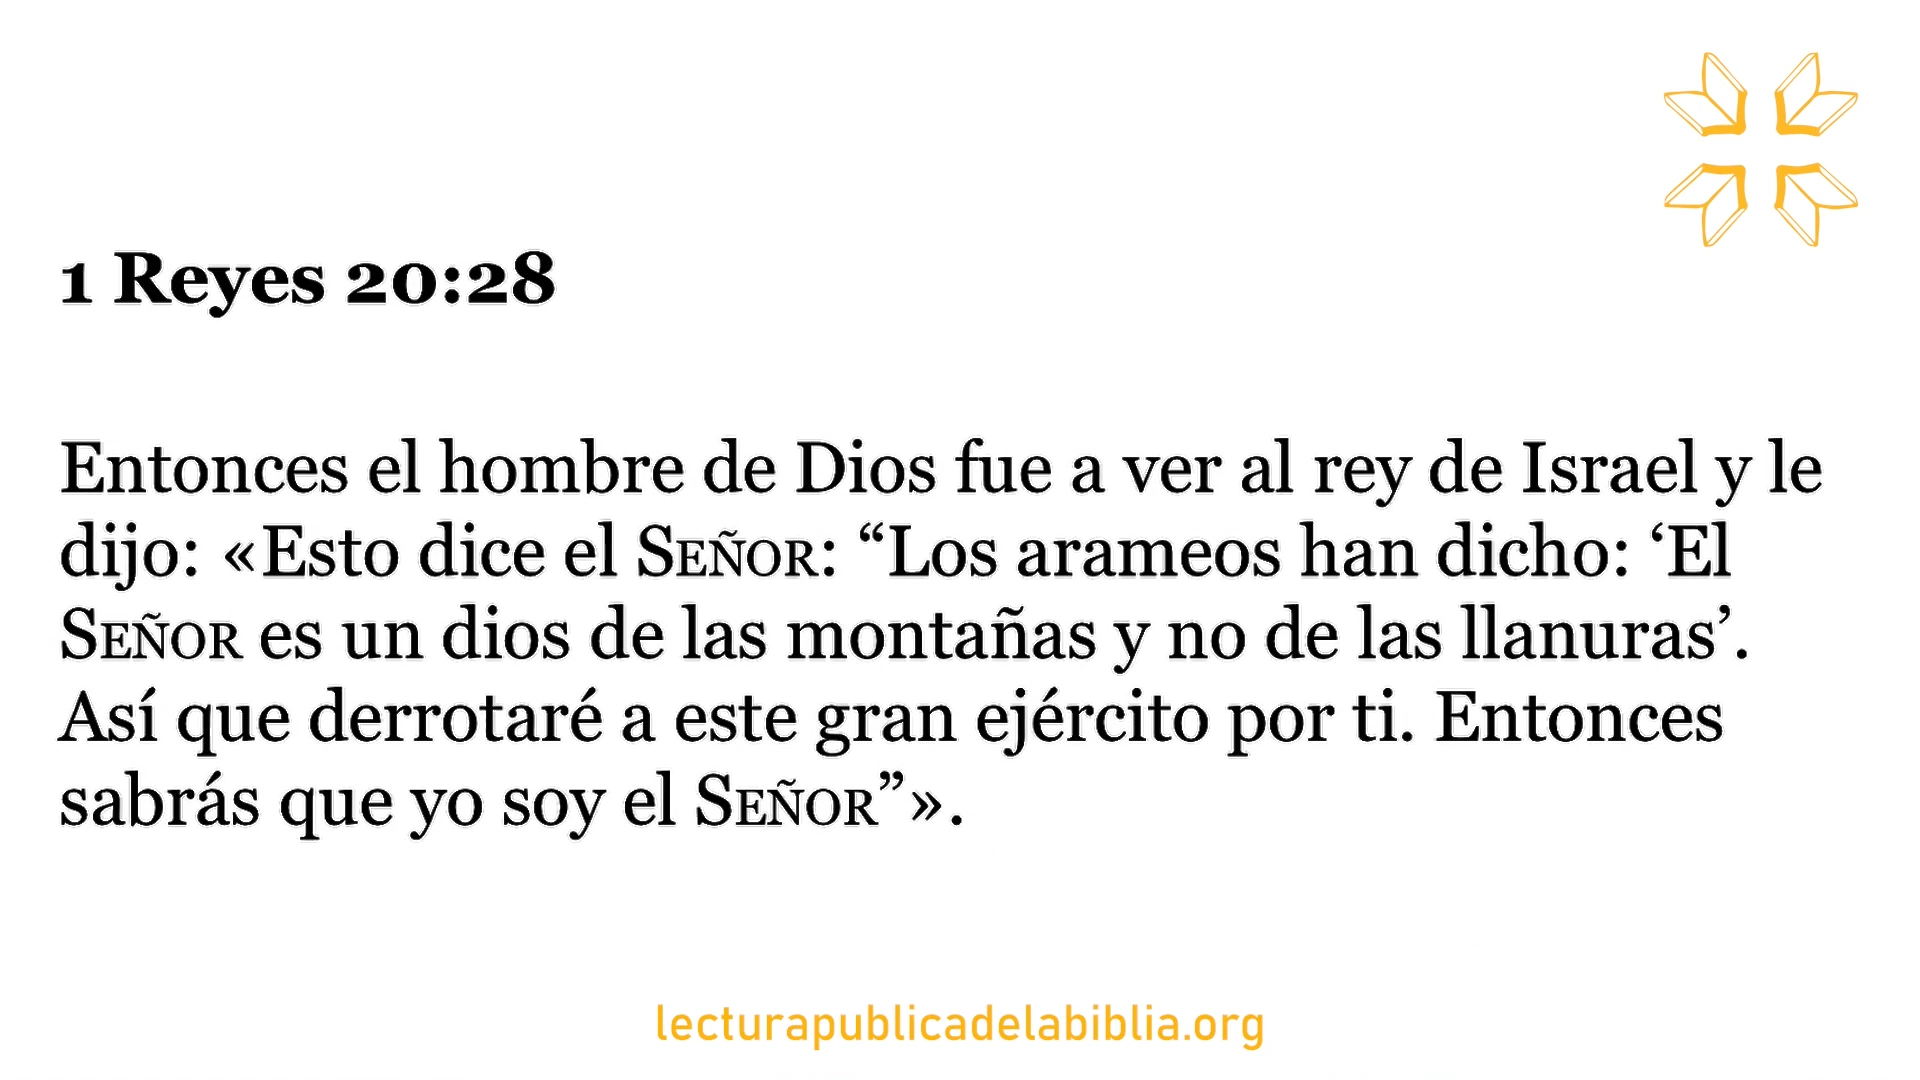 1 Reyes 20:28
Entonces el hombre de Dios fue a ver al rey de Israel y le
dijo: «Esto dice el SEÑOR: “Los arameos han dicho: ‘El
SEÑOR es un dios de las montañas y no de las llanuras’.
Así que derrotaré a este gran ejército por ti. Entonces
sabrás que yo soy el SEÑOR”».
lecturapublicadelabiblia.org